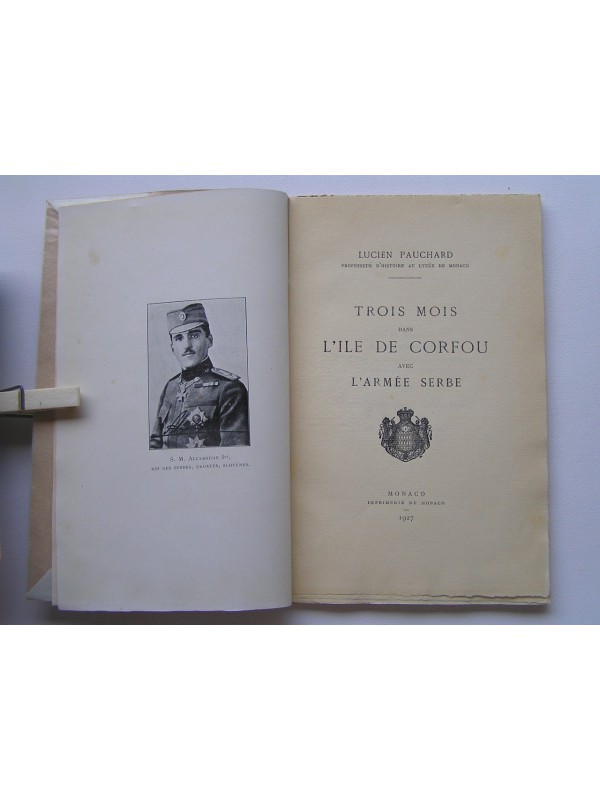 S. M. ALEXANDRE Ier,
ROI DES SERBES, CROATES, SLOVÈNES.
LUCIEN PAUCHARD
PROFESSEUR D'HISTOIRE AU LYCÉE DE MONACO
TROIS MOIS
DANS
L'ILE DE CORFOU
AVEC
L'ARMÉE SERBE
MONACO
IMPRIMERIE DE MONACO
1927